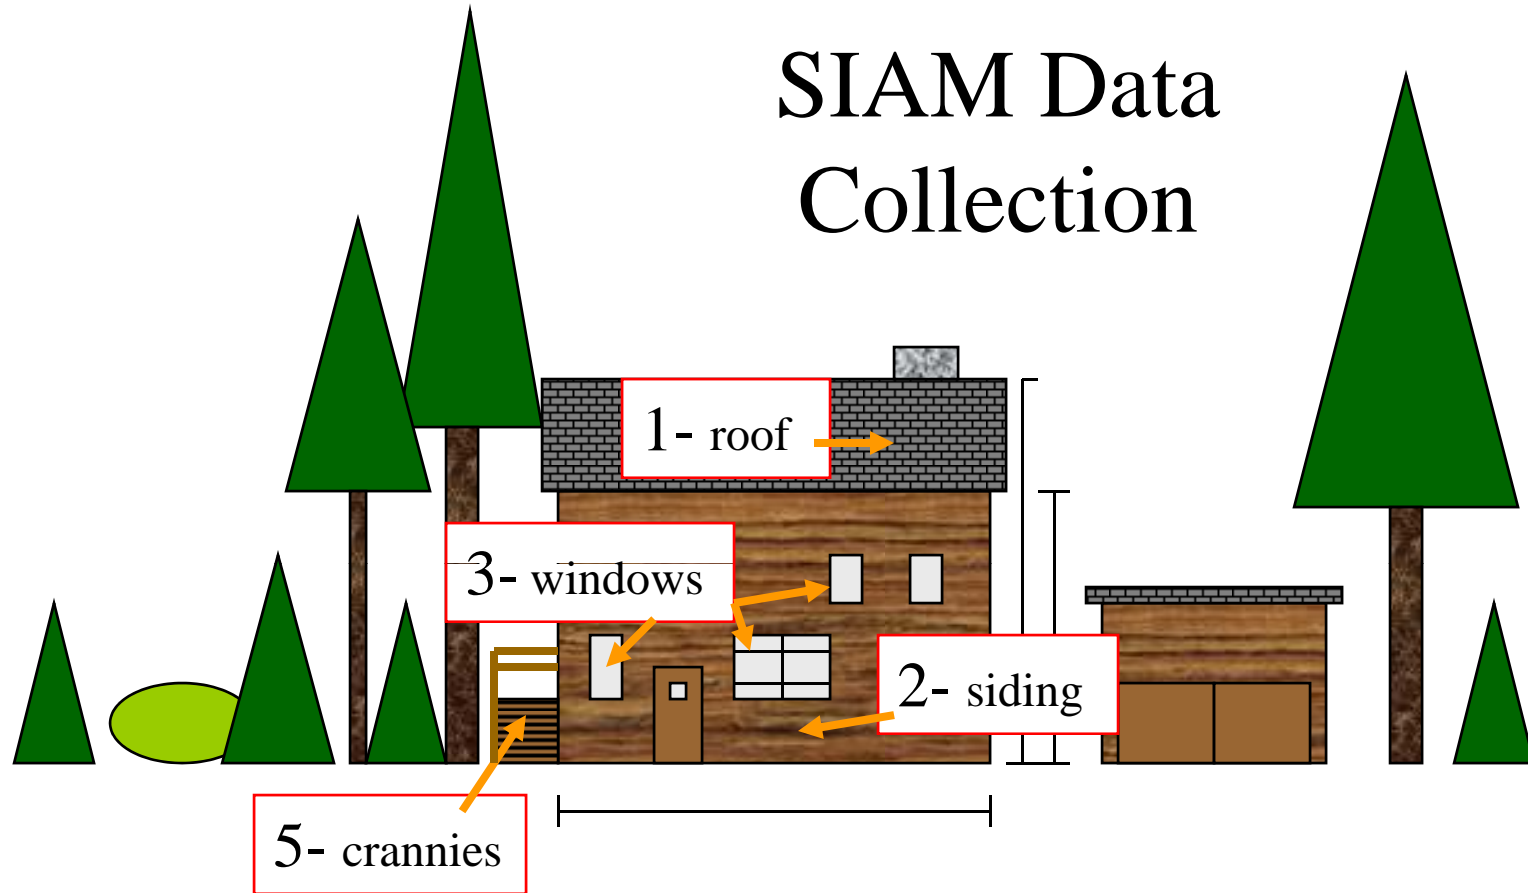 SIAM Data
Collection
1- roof
3- windows
2- siding
5- crannies